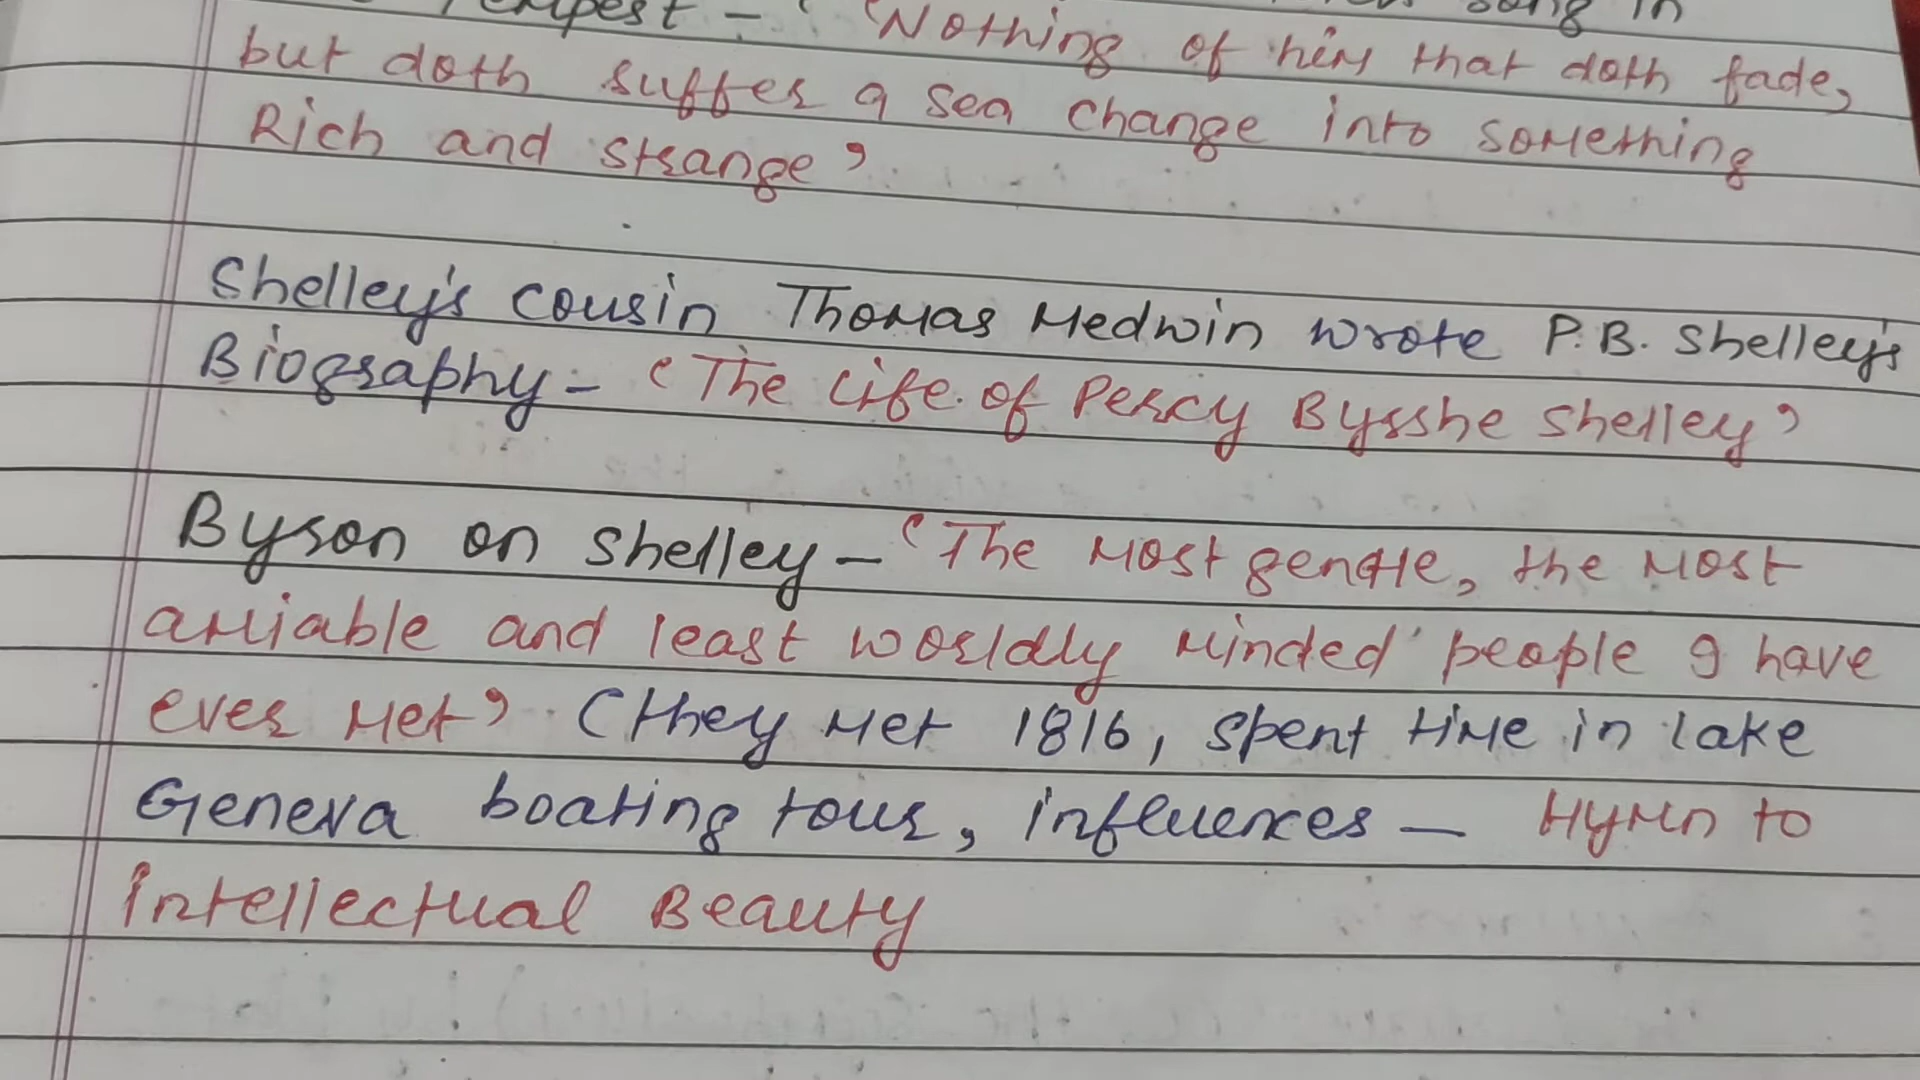 Tempest - 'Nothing of him that doth fade,
song in
but doth suffer a sea change into something
Rich and strange'
Shelley's cousin Thomas Medwin wrote P.B. Shelley's
Biography - 'The Life of Percy Bysshe Shelley'
Byron on Shelley - 'The most gentle, the most
amiable and least worldly minded people I have
ever met' (they met 1816, spent time in lake
Geneva boating tour, influences - Hymn to
Intellectual Beauty